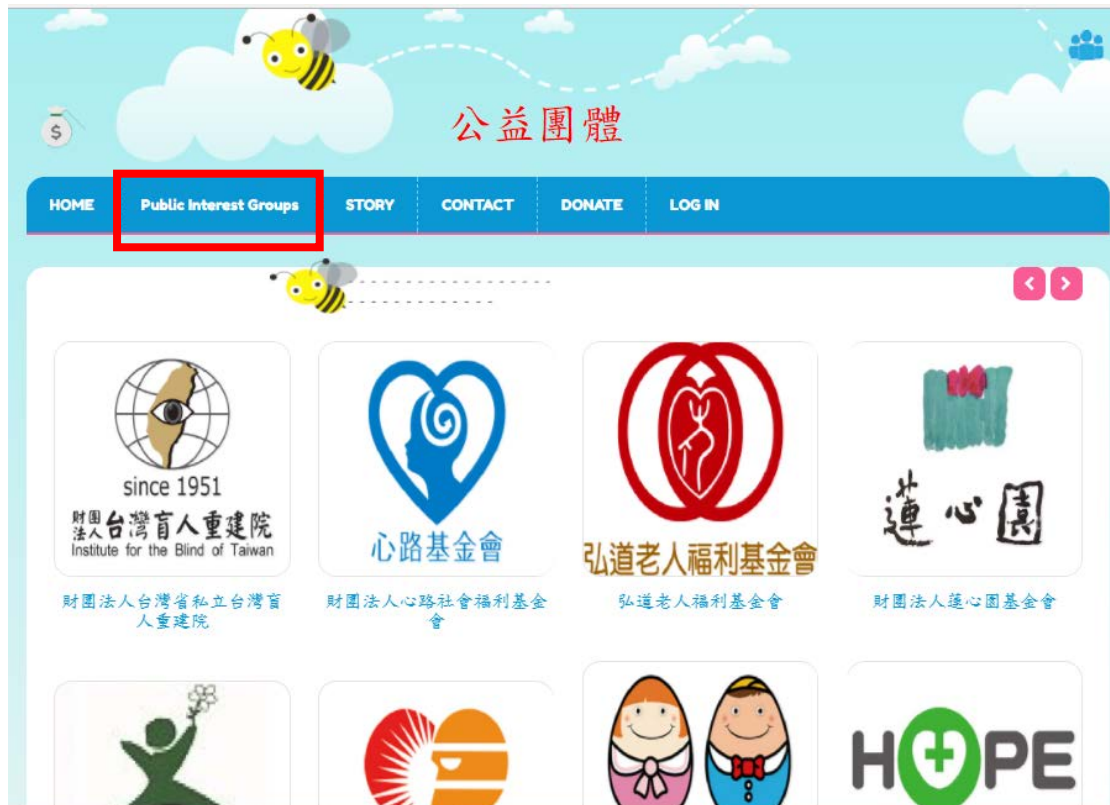 $
公益團體
HOME Public Interest Groups STORY CONTACT DONATE LOG IN
since 1951
財團法人台灣盲人重建院
Institute for the Blind of Taiwan
心路基金會
弘道老人福利基金會
蓮心園
財團法人台灣省私立台灣盲
人重建院
財團法人心路社會福利基金
會
弘道老人福利基金會
財團法人蓮心園基金會
HOPE